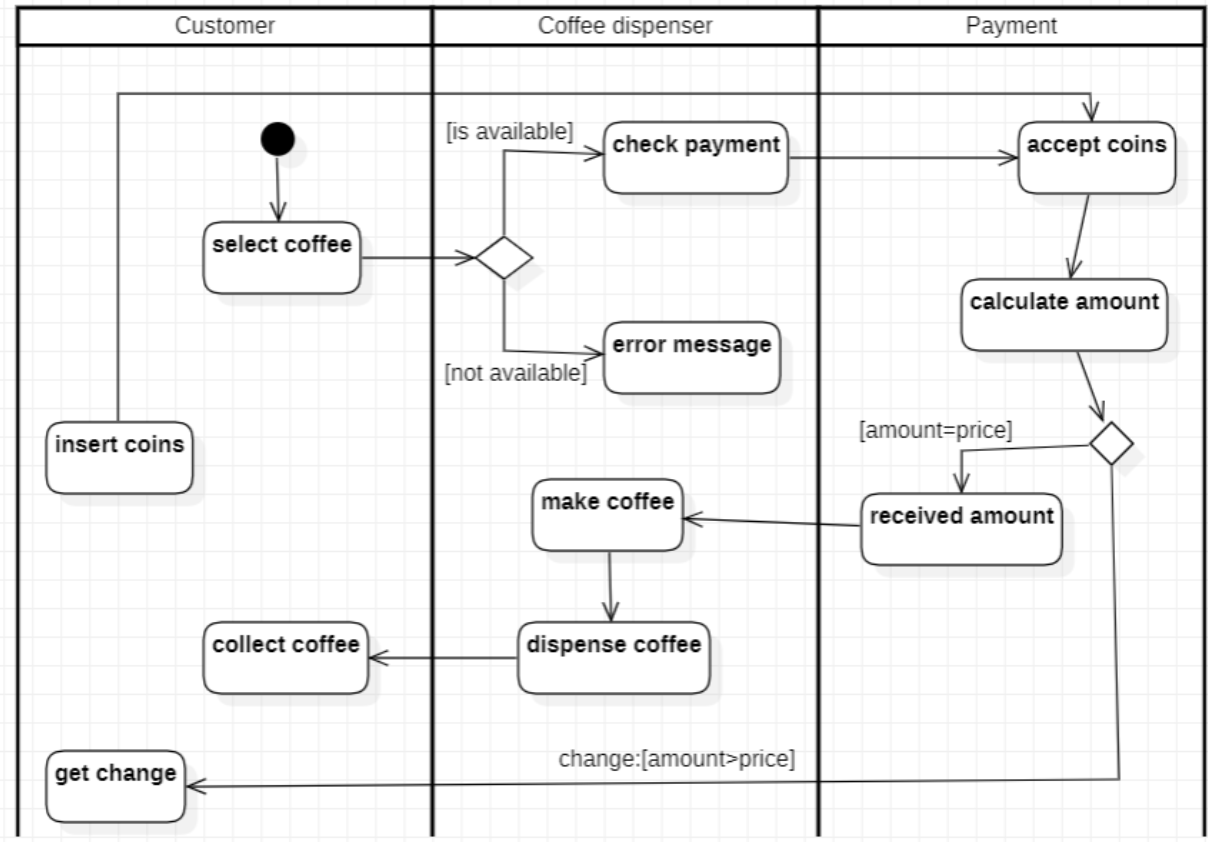 Customer
Coffee dispenser
Payment
[is available]
check payment
accept coins
select coffee
calculate amount
error message
[not available]
[amount=price]
insert coins
make coffee
received amount
collect coffee
dispense coffee
change:[amount>price]
get change